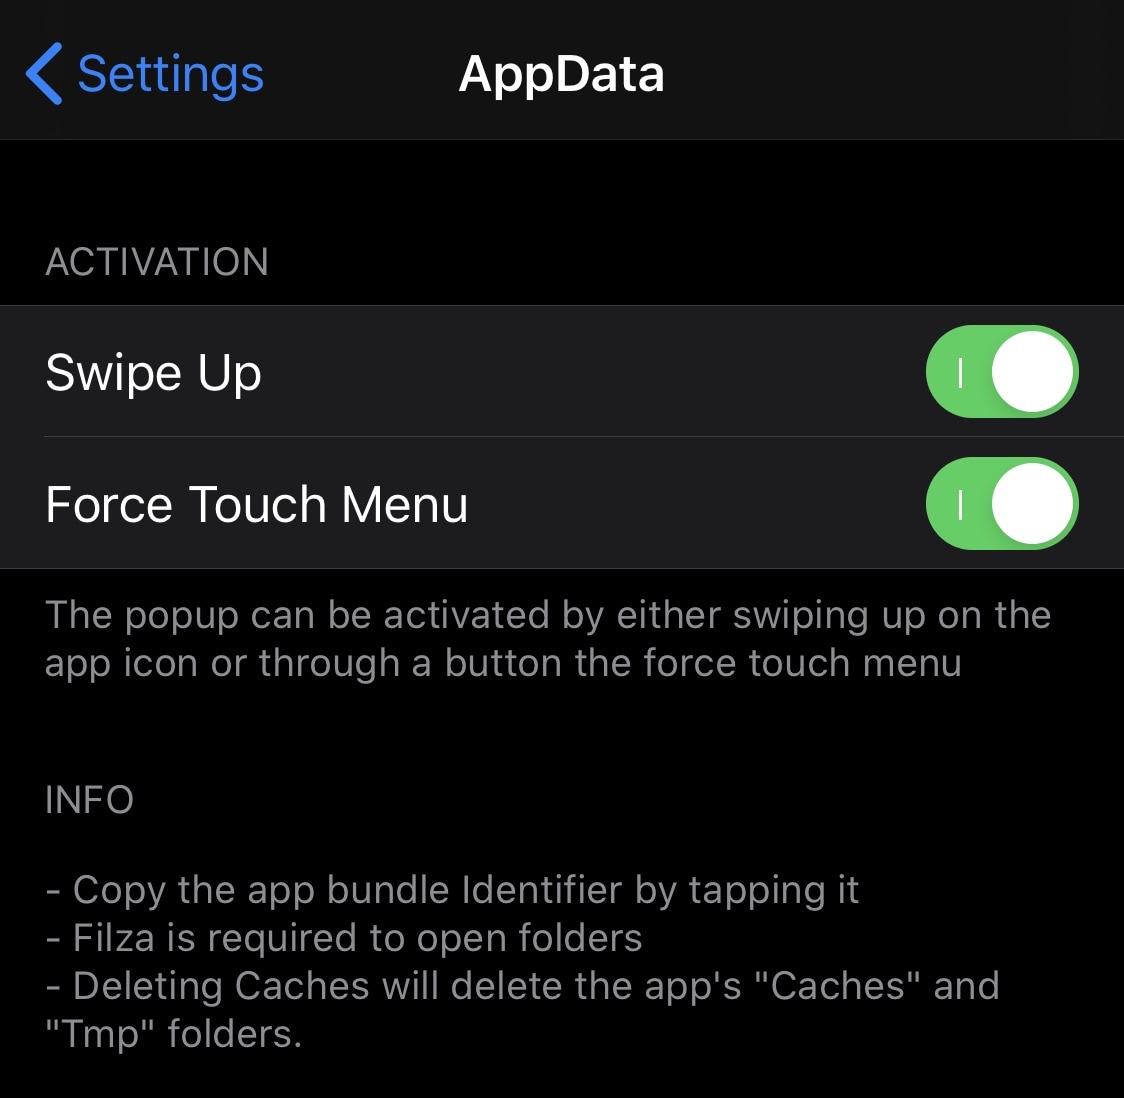 Settings
AppData
ACTIVATION
Swipe Up
Force Touch Menu
The popup can be activated by either swiping up on the
app icon or through a button the force touch menu
INFO
- Copy the app bundle Identifier by tapping it
- Filza is required to open folders
- Deleting Caches will delete the app's "Caches" and
"Tmp" folders.